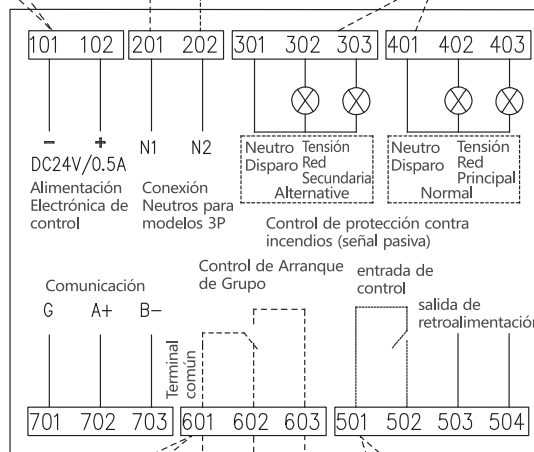 101 102
201 202
301 302 303
401 402 403
- +
DC24V/0.5A
Alimentación
Electrónica de
control
N1 N2
Conexión
Neutros para
modelos 3P
Neutro Tensión
Disparo Red
Secundaria
Alternative
Neutro Tensión
Disparo Red
Principal
Normal
Control de protección contra
incendios (señal pasiva)
Comunicación
G A+ B-
Control de Arranque
de Grupo
entrada de
control
salida de
retroalimentación
Terminal
común
701 702 703
601 602 603
501 502 503 504